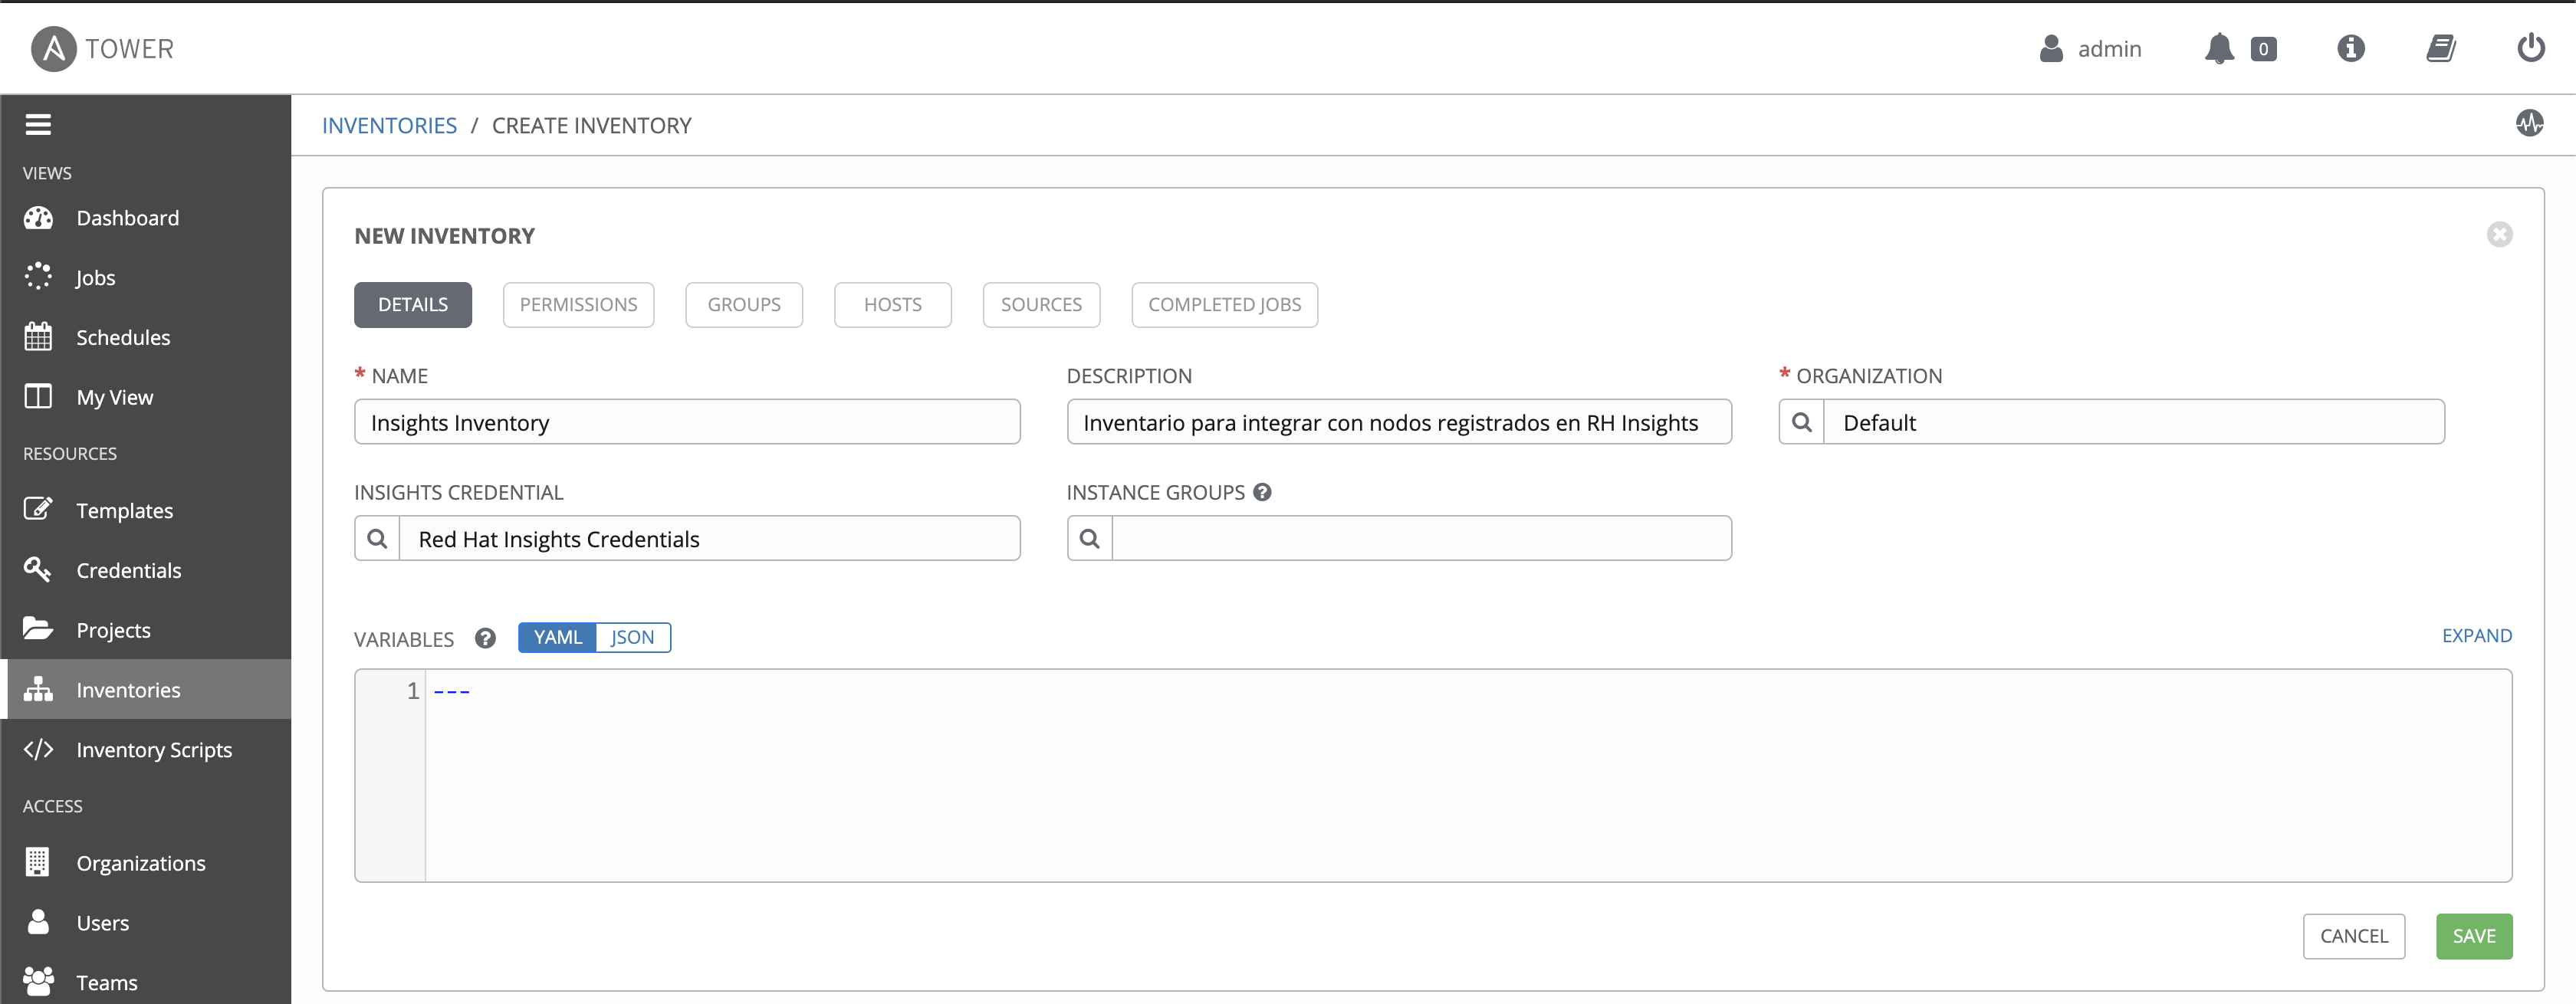 TOWER
admin
0
INVENTORIES / CREATE INVENTORY
VIEWS
Dashboard
Jobs
Schedules
My View
RESOURCES
Templates
Credentials
Projects
Inventories
Inventory Scripts
ACCESS
Organizations
Users
Teams
NEW INVENTORY
DETAILS PERMISSIONS GROUPS HOSTS SOURCES COMPLETED JOBS
* NAME DESCRIPTION * ORGANIZATION
Insights Inventory Inventario para integrar con nodos registrados en RH Insights Default
INSIGHTS CREDENTIAL INSTANCE GROUPS ?
Red Hat Insights Credentials
VARIABLES ? YAML JSON EXPAND
1 ---
CANCEL SAVE